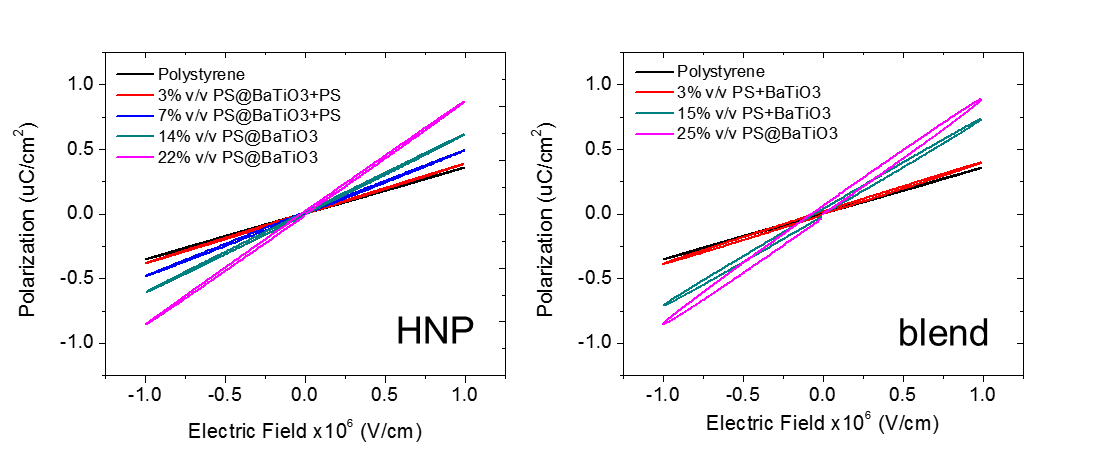 Polystyrene
3% v/v PS@BaTiO3+PS
7% v/v PS@BaTiO3+PS
14% v/v PS@BaTiO3
22% v/v PS@BaTiO3
1.0
0.5
0.0
-0.5
-1.0
Polarization (uC/cm²)
HNP
-1.0 -0.5 0.0 0.5 1.0
Electric Field x10⁶ (V/cm)
Polystyrene
3% v/v PS+BaTiO3
15% v/v PS+BaTiO3
25% v/v PS@BaTiO3
1.0
0.5
0.0
-0.5
-1.0
Polarization (uC/cm²)
blend
-1.0 -0.5 0.0 0.5 1.0
Electric Field x10⁶ (V/cm)